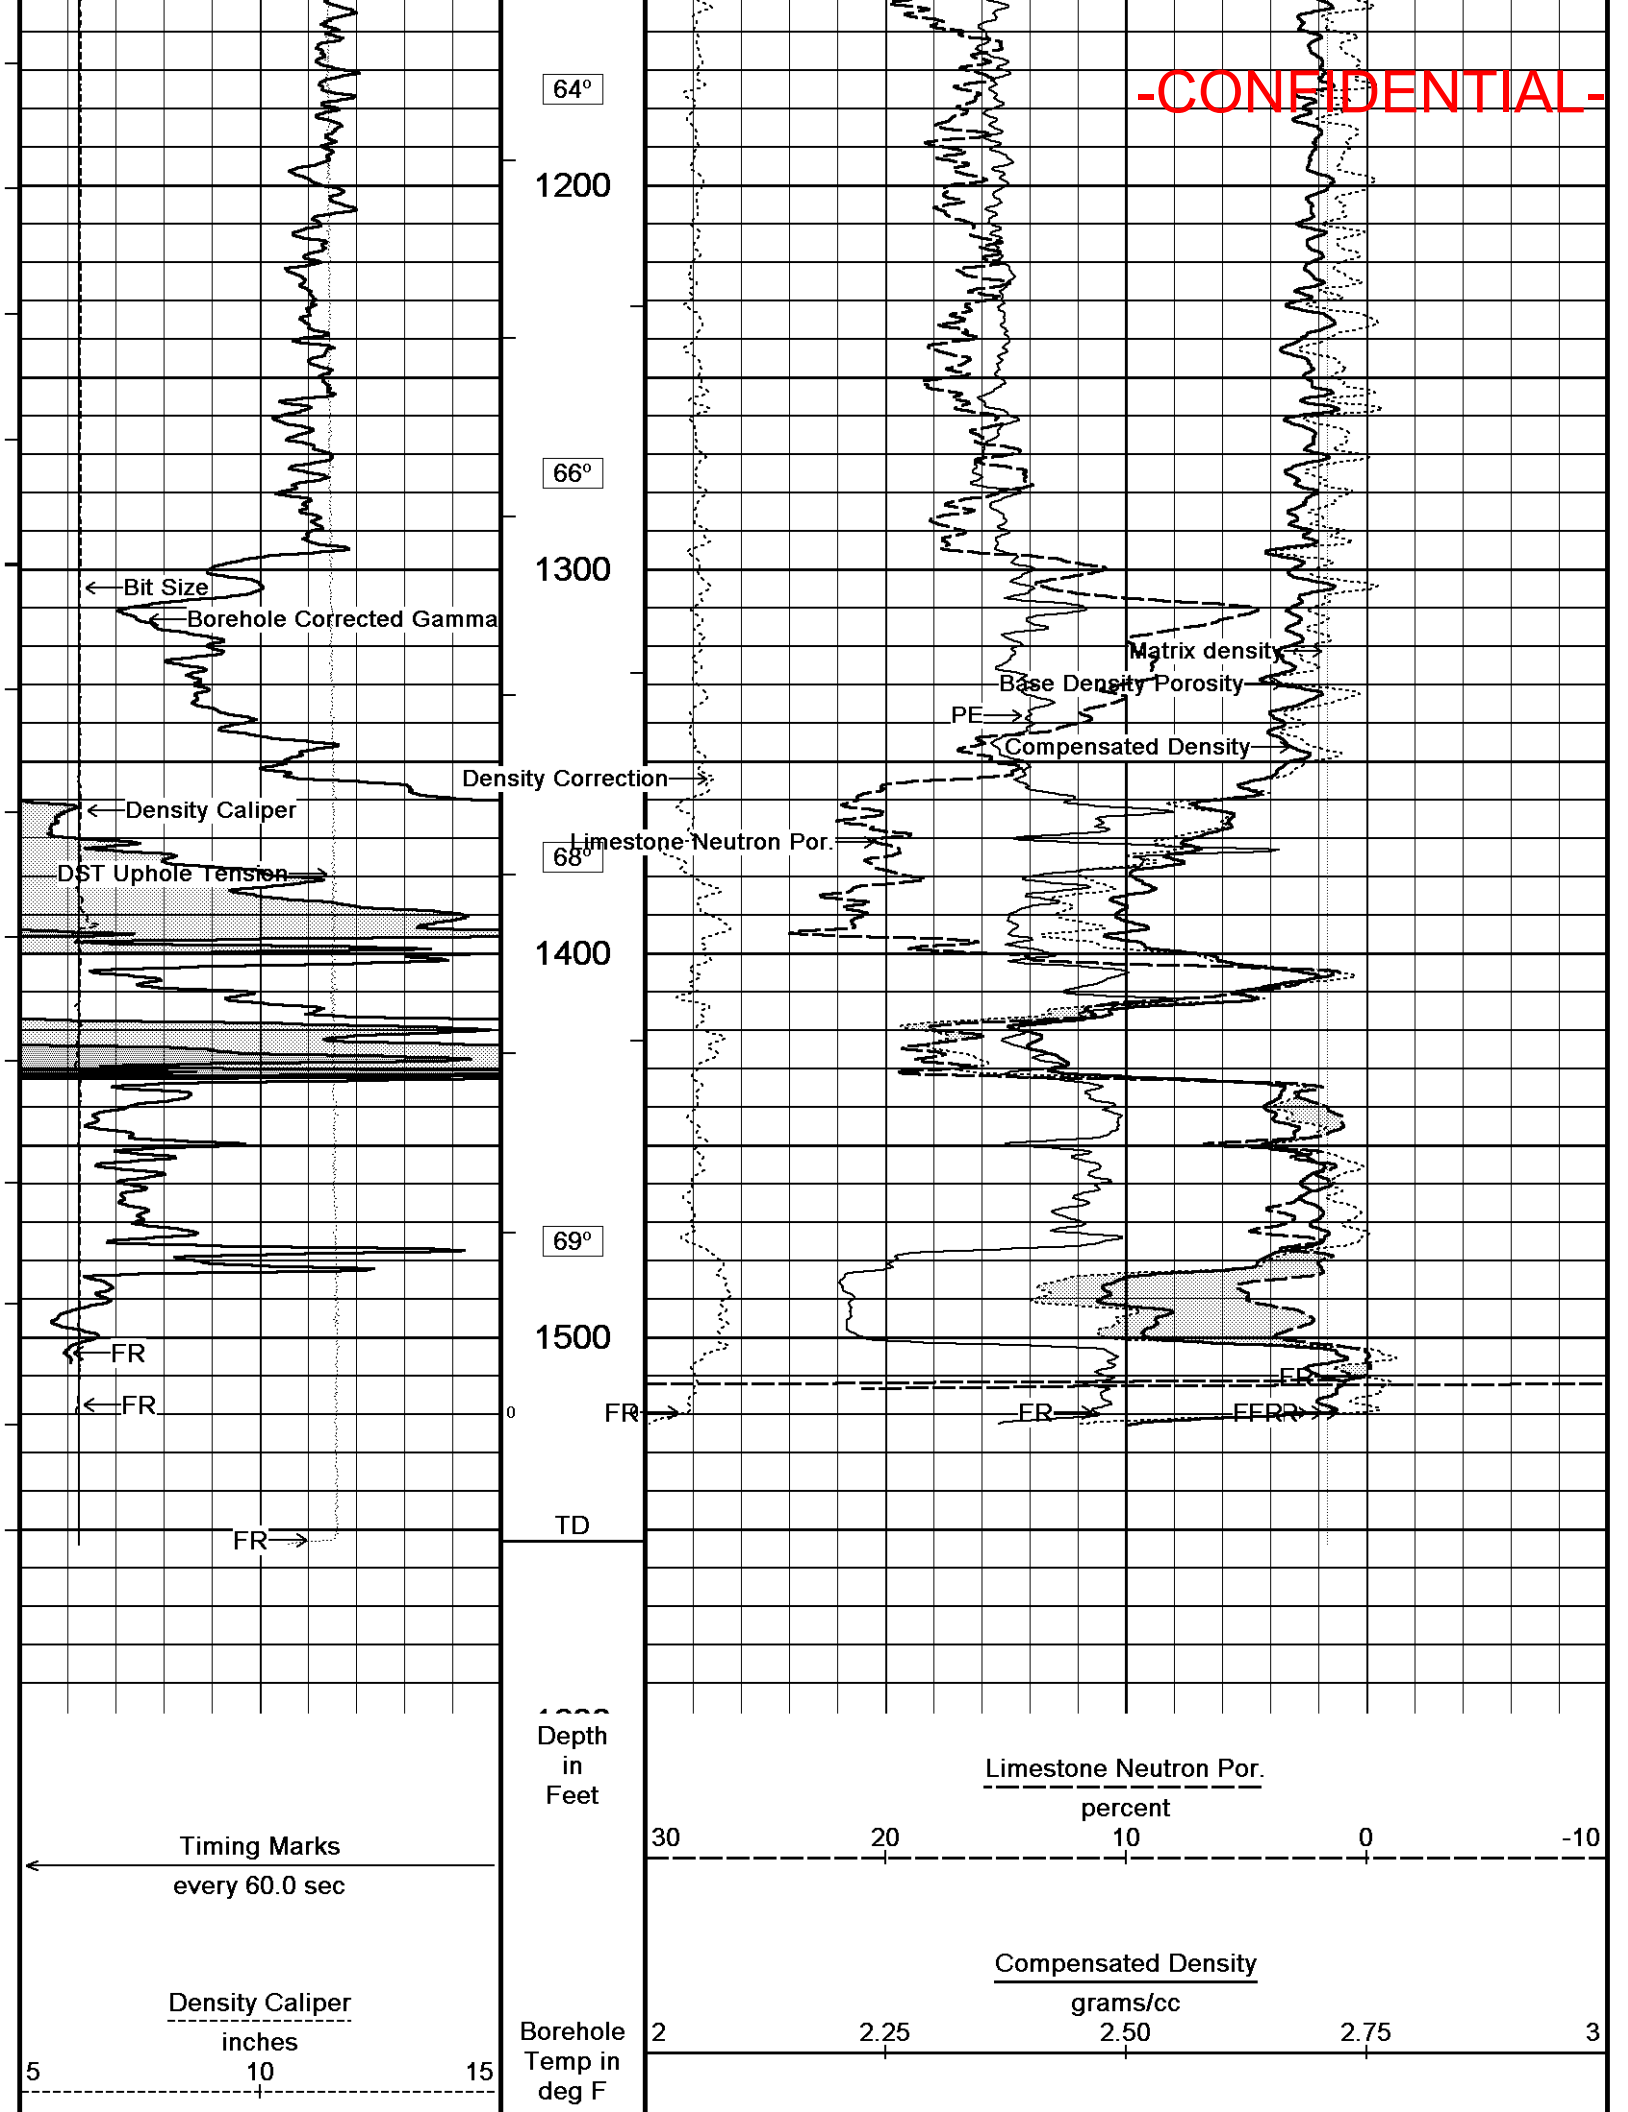 -CONFIDENTIAL-
64º
1200
66º
1300
Bit Size
Borehole Corrected Gamma
Matrix density
Base Density Porosity
PE
Compensated Density
Density Correction
Density Caliper
Limestone Neutron Por.
68º
DST Uphole Tension
1400
69º
1500
FR
FR
FR
0
FR
FR
FFRR
TD
FR
Depth
in
Feet
Limestone Neutron Por.
percent
30 20 10 0 -10
Timing Marks
every 60.0 sec
Compensated Density
grams/cc
2 2.25 2.50 2.75 3
Density Caliper
inches
5 10 15
Borehole
Temp in
deg F